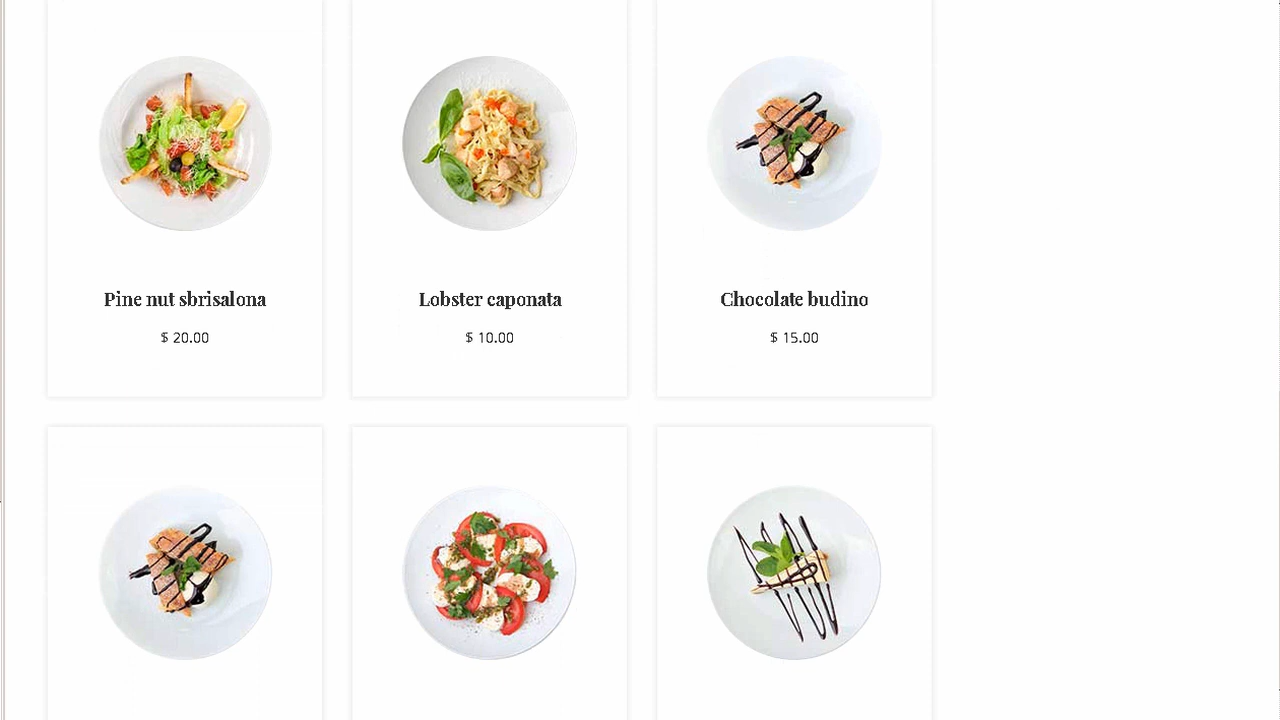 Pine nut sbrisalona
Lobster caponata
Chocolate budino
$ 20.00
$ 10.00
$ 15.00